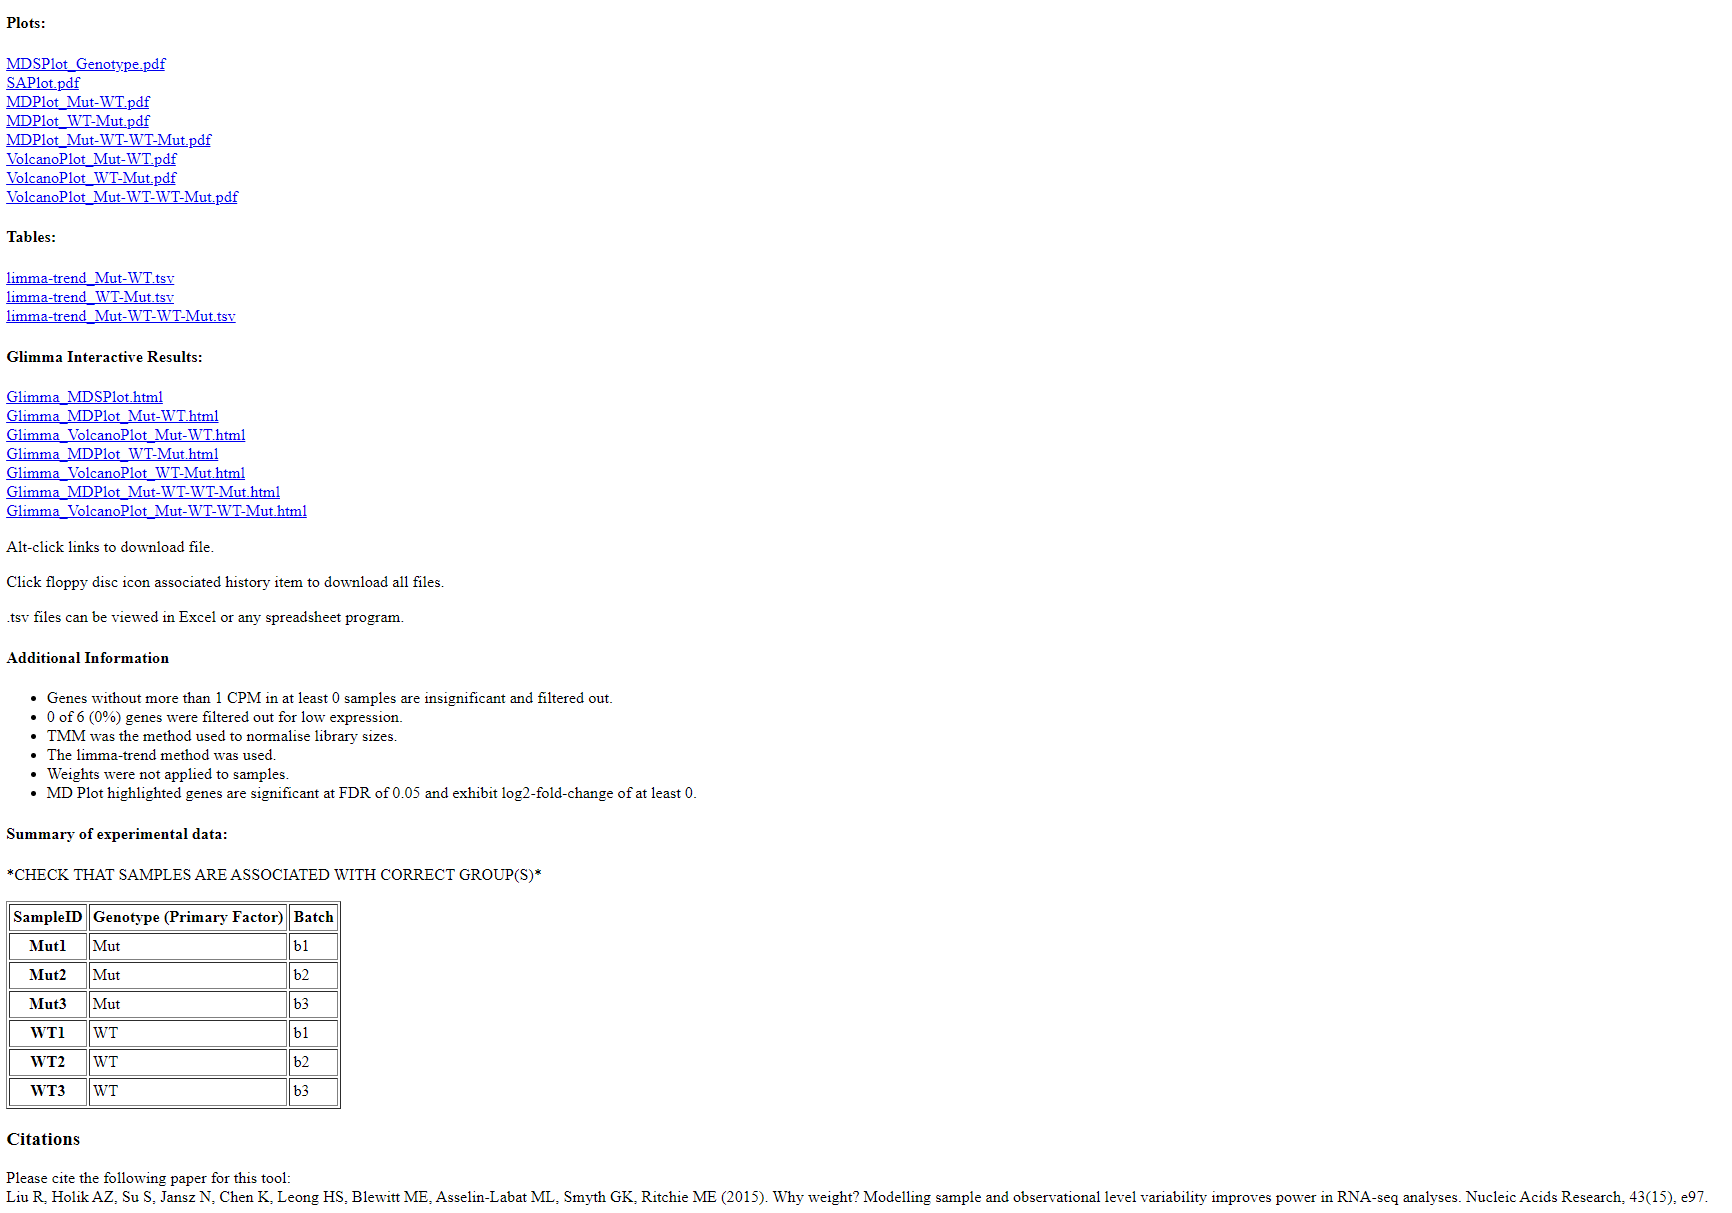 Plots:
MDSPlot_Genotype.pdf
SAPlot.pdf
MDPlot_Mut-WT.pdf
MDPlot_WT-Mut.pdf
MDPlot_Mut-WT-WT-Mut.pdf
VolcanoPlot_Mut-WT.pdf
VolcanoPlot_WT-Mut.pdf
VolcanoPlot_Mut-WT-WT-Mut.pdf
Tables:
limma-trend_Mut-WT.tsv
limma-trend_WT-Mut.tsv
limma-trend_Mut-WT-WT-Mut.tsv
Glimma Interactive Results:
Glimma_MDSPlot.html
Glimma_MDPlot_Mut-WT.html
Glimma_VolcanoPlot_Mut-WT.html
Glimma_MDPlot_WT-Mut.html
Glimma_VolcanoPlot_WT-Mut.html
Glimma_MDPlot_Mut-WT-WT-Mut.html
Glimma_VolcanoPlot_Mut-WT-WT-Mut.html
Alt-click links to download file.
Click floppy disc icon associated history item to download all files.
.tsv files can be viewed in Excel or any spreadsheet program.
Additional Information
• Genes without more than 1 CPM in at least 0 samples are insignificant and filtered out.
• 0 of 6 (0%) genes were filtered out for low expression.
• TMM was the method used to normalise library sizes.
• The limma-trend method was used.
• Weights were not applied to samples.
• MD Plot highlighted genes are significant at FDR of 0.05 and exhibit log2-fold-change of at least 0.
Summary of experimental data:
*CHECK THAT SAMPLES ARE ASSOCIATED WITH CORRECT GROUP(S)*
SampleID Genotype (Primary Factor) Batch
Mut1 Mut b1
Mut2 Mut b2
Mut3 Mut b3
WT1 WT b1
WT2 WT b2
WT3 WT b3
Citations
Please cite the following paper for this tool:
Liu R, Holik AZ, Su S, Jansz N, Chen K, Leong HS, Blewitt ME, Asselin-Labat ML, Smyth GK, Ritchie ME (2015). Why weight? Modelling sample and observational level variability improves power in RNA-seq analyses. Nucleic Acids Research, 43(15), e97.